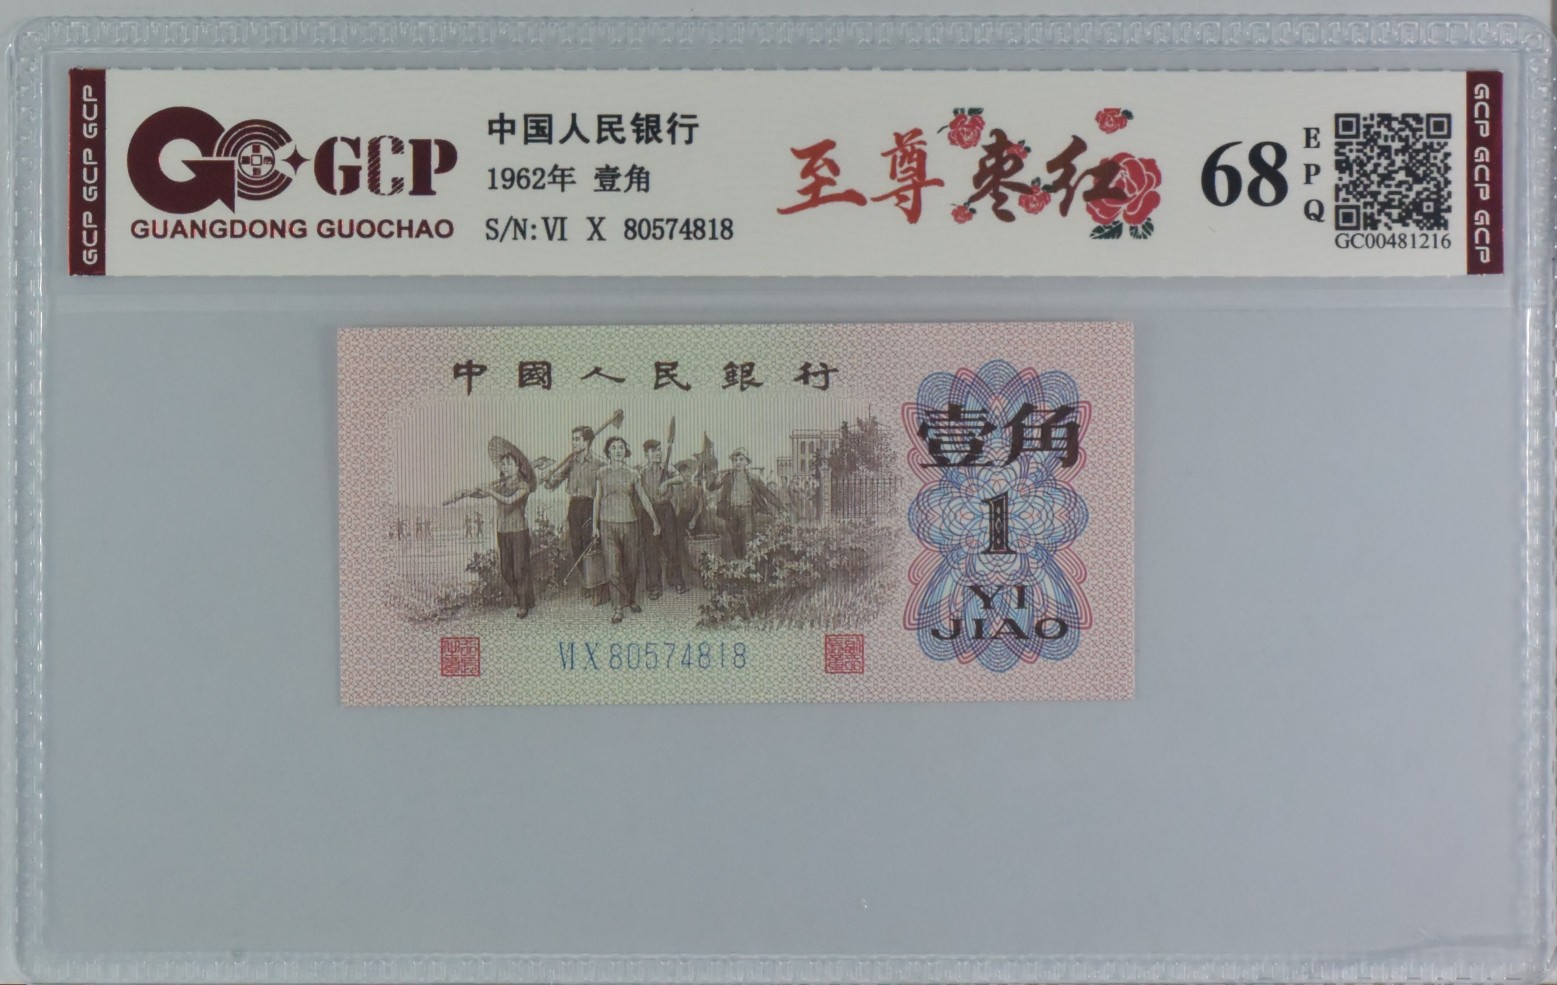 GCP GCP GCP
GCP
GUANGDONG GUOCHAO
中国人民银行
1962年 壹角
S/N: VI X 80574818
至尊枣红
68
EPQ
GC00481216
GCP GCP GCP
中國人民銀行
壹角
1
YI
JIAO
VI X 80574818